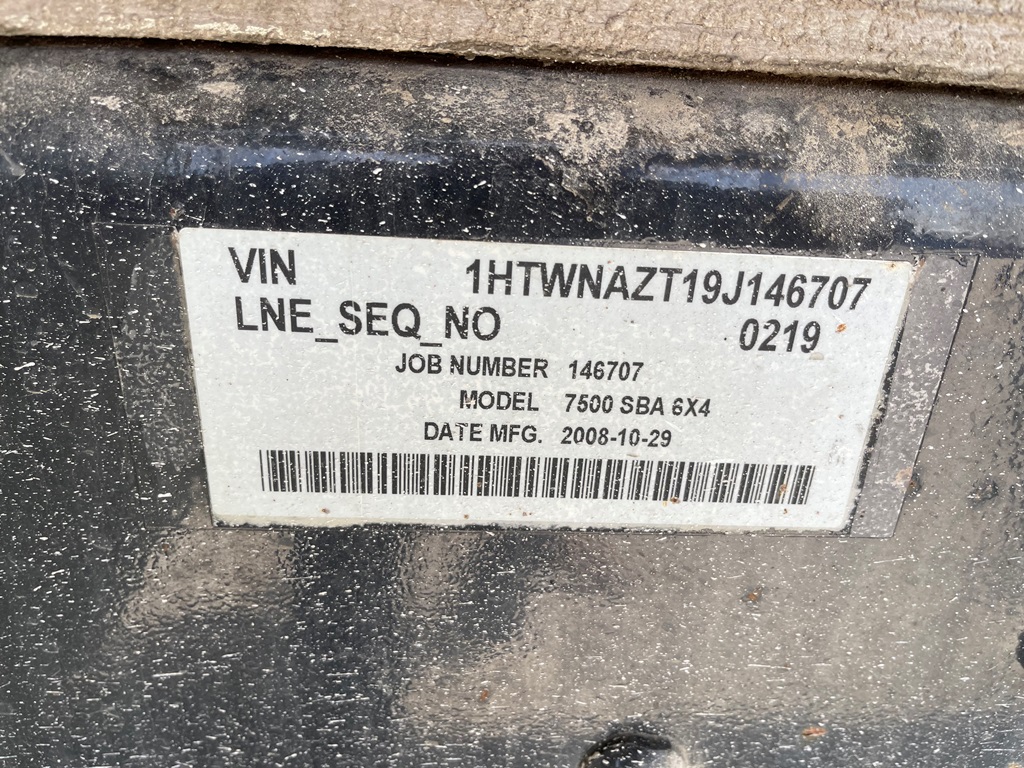 VIN 1HTWNAZT19J146707
LNE_SEQ_NO 0219
JOB NUMBER 146707
MODEL 7500 SBA 6X4
DATE MFG. 2008-10-29